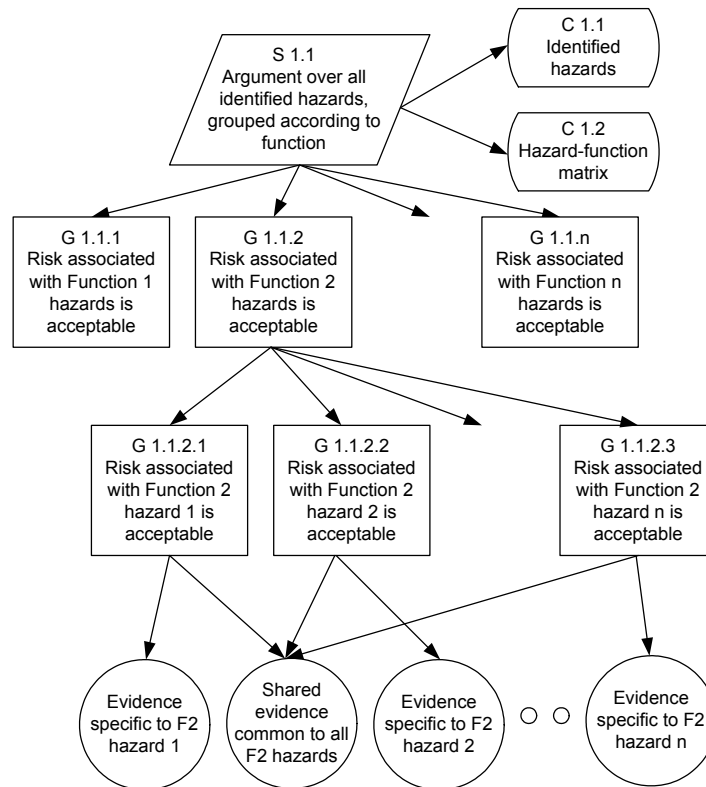 S 1.1
Argument over all
identified hazards,
grouped according to
function
C 1.1
Identified
hazards
C 1.2
Hazard-function
matrix
G 1.1.1
Risk associated
with Function 1
hazards is
acceptable
G 1.1.2
Risk associated
with Function 2
hazards is
acceptable
G 1.1.n
Risk associated
with Function n
hazards is
acceptable
G 1.1.2.1
Risk associated
with Function 2
hazard 1 is
acceptable
G 1.1.2.2
Risk associated
with Function 2
hazard 2 is
acceptable
G 1.1.2.3
Risk associated
with Function 2
hazard n is
acceptable
Evidence
specific to F2
hazard 1
Shared
evidence
common to all
F2 hazards
Evidence
specific to F2
hazard 2
Evidence
specific to F2
hazard n